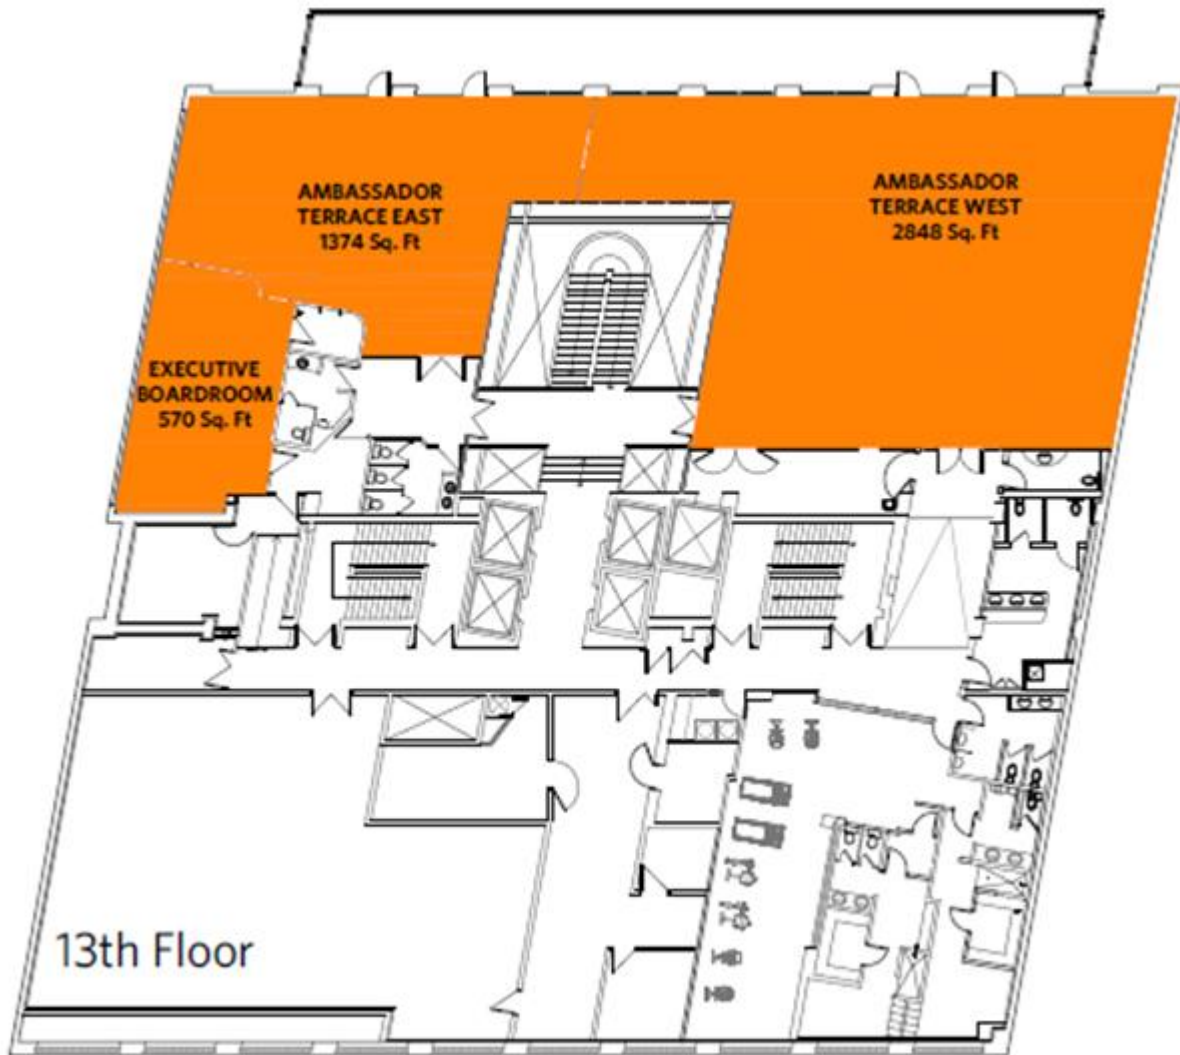 AMBASSADOR
TERRACE EAST
1374 Sq. Ft
AMBASSADOR
TERRACE WEST
2848 Sq. Ft
EXECUTIVE
BOARDROOM
570 Sq. Ft
13th Floor